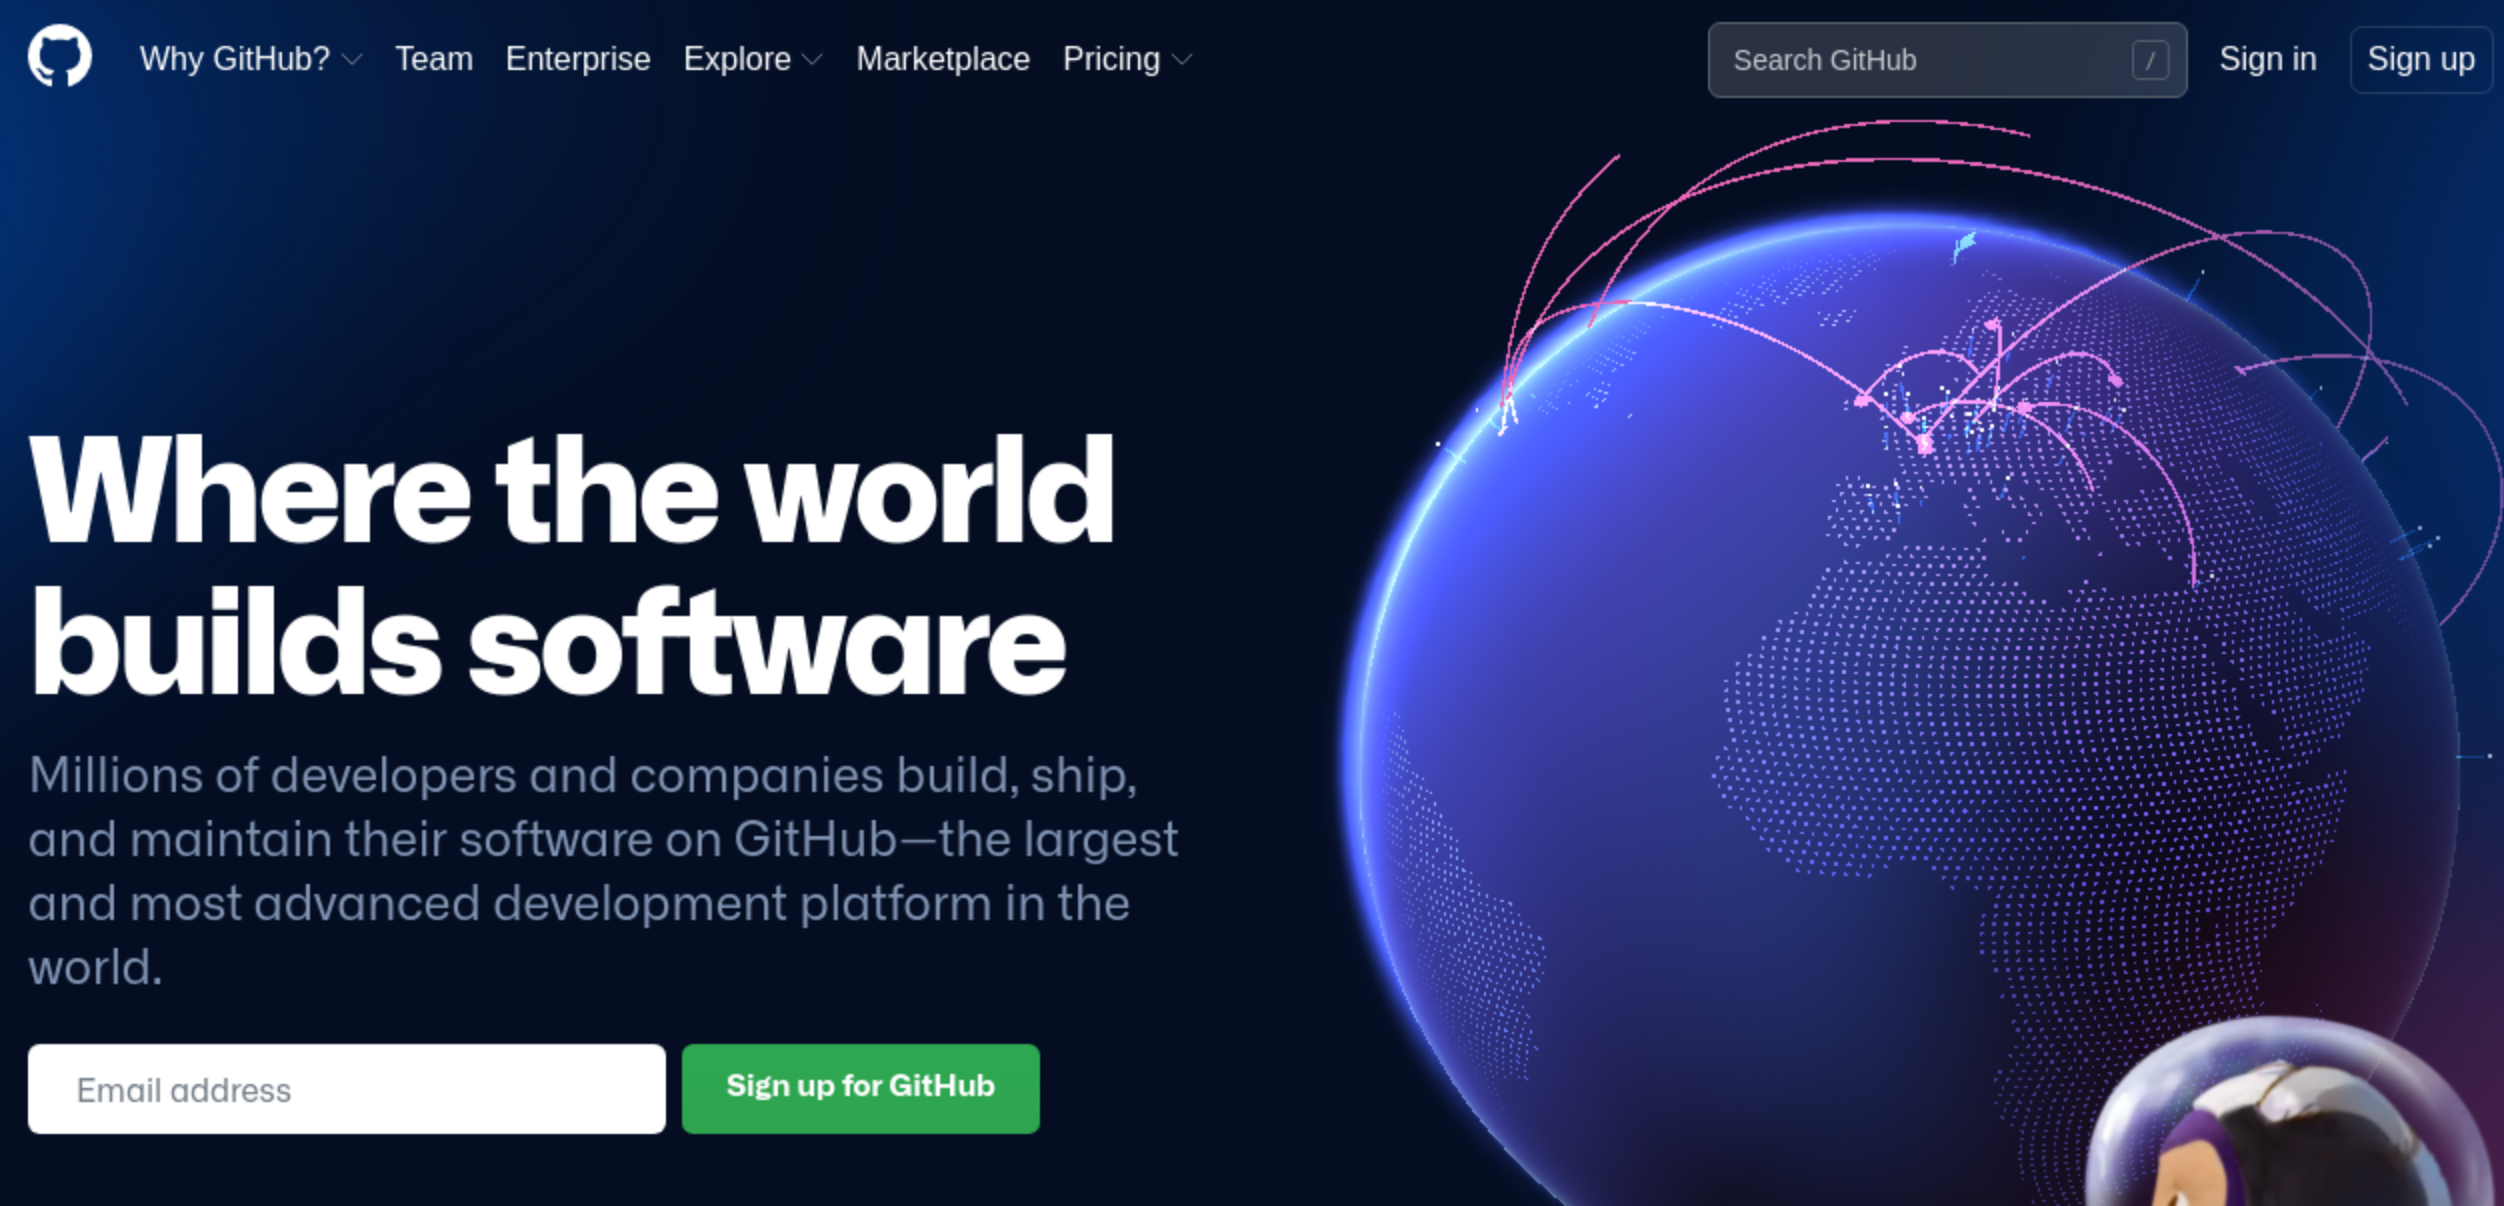 Why GitHub? Team Enterprise Explore Marketplace Pricing Search GitHub / Sign in Sign up
Where the world
builds software
Millions of developers and companies build, ship,
and maintain their software on GitHub—the largest
and most advanced development platform in the
world.
Email address Sign up for GitHub